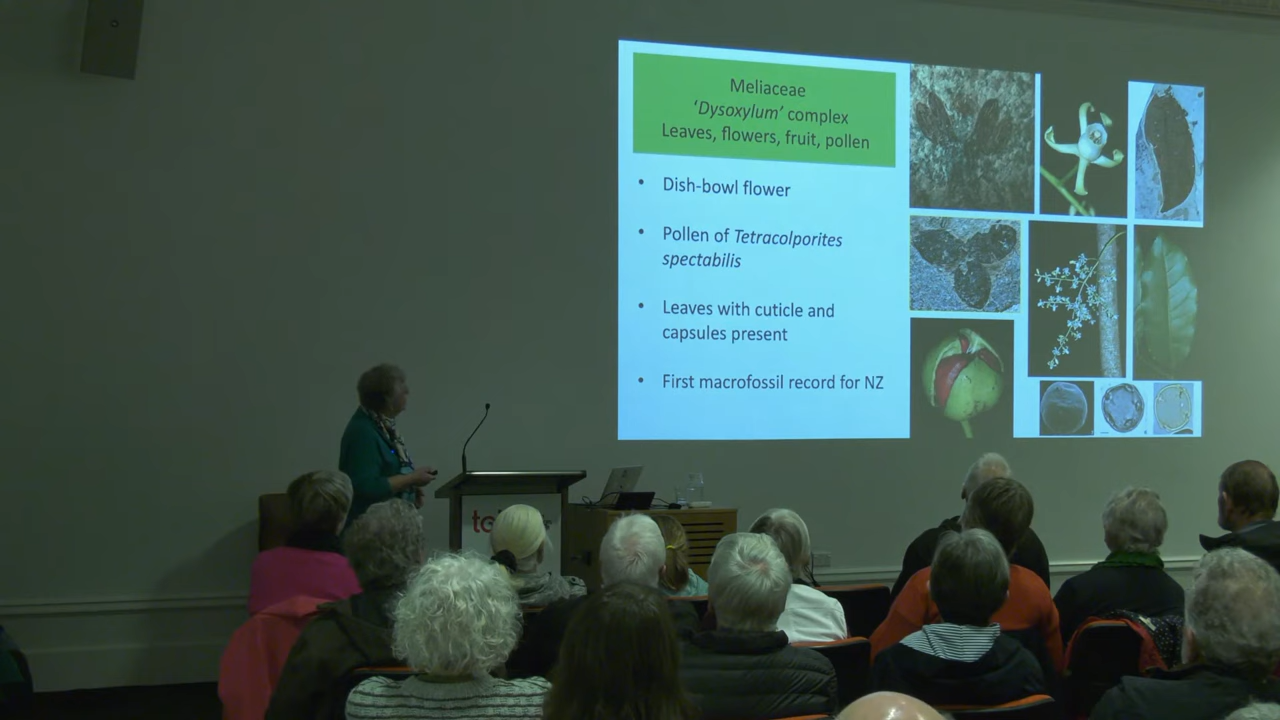 Meliaceae
'Dysoxylum' complex
Leaves, flowers, fruit, pollen
• Dish-bowl flower
• Pollen of Tetracolporites
spectabilis
• Leaves with cuticle and
capsules present
• First macrofossil record for NZ